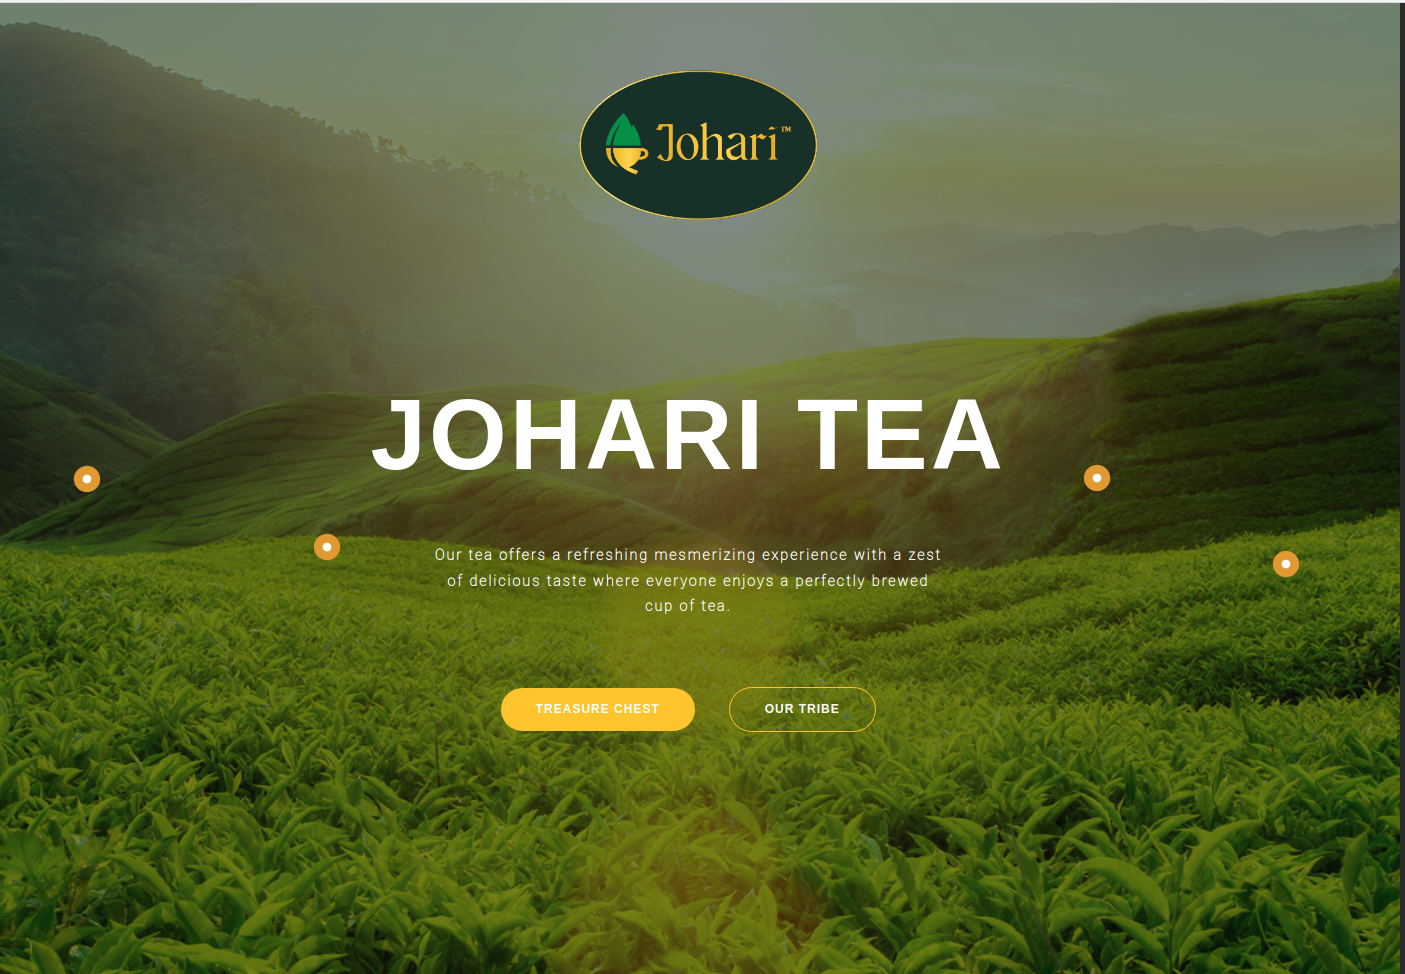 Johari™
JOHARI TEA
Our tea offers a refreshing mesmerizing experience with a zest
of delicious taste where everyone enjoys a perfectly brewed
cup of tea.
TREASURE CHEST
OUR TRIBE